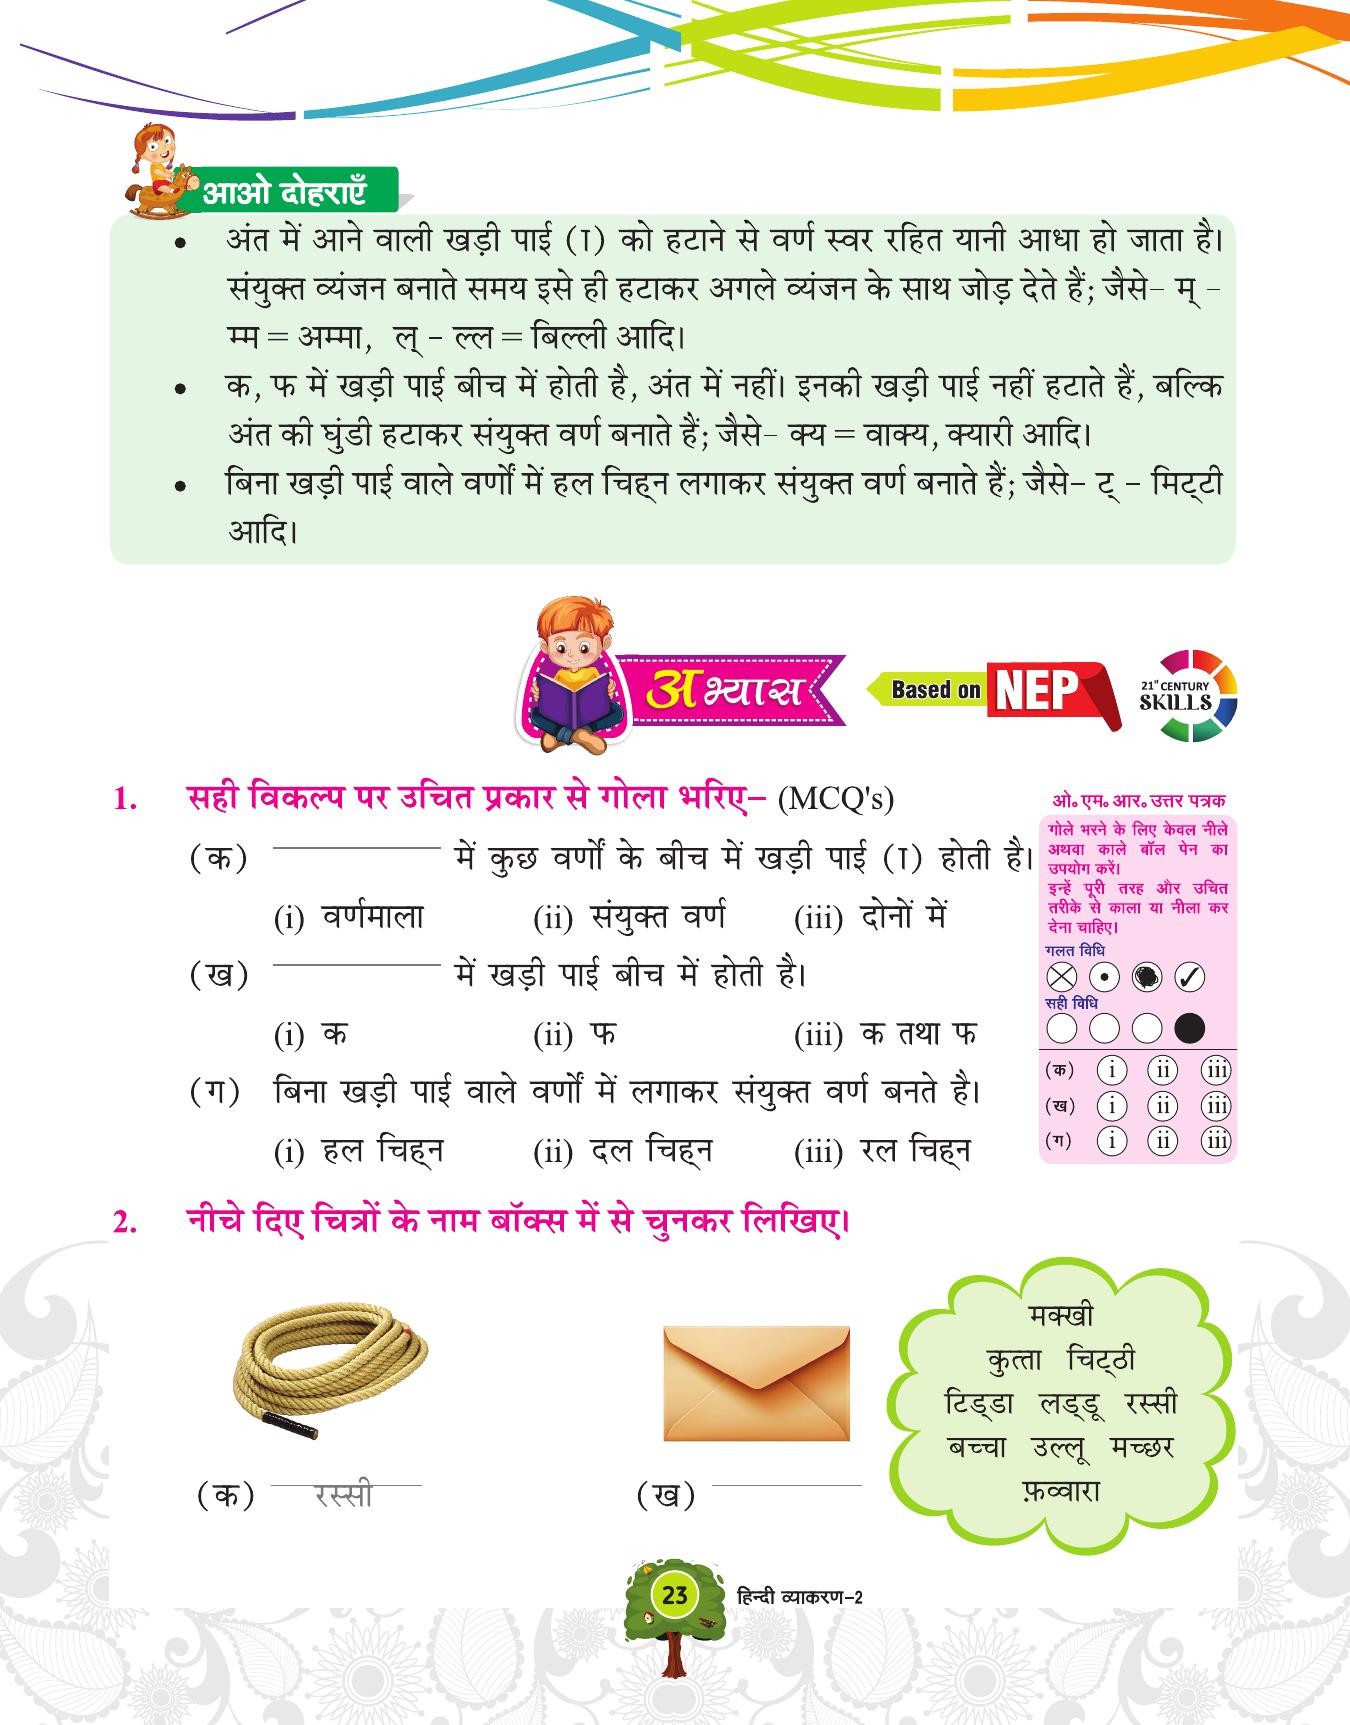 आओ दोहराएँ
• अंत में आने वाली खड़ी पाई (ा) को हटाने से वर्ण स्वर रहित यानी आधा हो जाता है।
संयुक्त व्यंजन बनाते समय इसे ही हटाकर अगले व्यंजन के साथ जोड़ देते हैं; जैसे– म् –
म्म = अम्मा, ल् – ल्ल = बिल्ली आदि।
• क, फ में खड़ी पाई बीच में होती है, अंत में नहीं। इनकी खड़ी पाई नहीं हटाते हैं, बल्कि
अंत की घुंडी हटाकर संयुक्त वर्ण बनाते हैं; जैसे– क्य = वाक्य, क्यारी आदि।
• बिना खड़ी पाई वाले वर्णों में हल चिह्न लगाकर संयुक्त वर्ण बनाते हैं; जैसे– ट् – मिट्टी
आदि।
अभ्यास
Based on NEP
21st CENTURY
SKILLS
1. सही विकल्प पर उचित प्रकार से गोला भरिए– (MCQ's)
(क) __________ में कुछ वर्णों के बीच में खड़ी पाई (ा) होती है।
(i) वर्णमाला (ii) संयुक्त वर्ण (iii) दोनों में
(ख) __________ में खड़ी पाई बीच में होती है।
(i) क (ii) फ (iii) क तथा फ
(ग) बिना खड़ी पाई वाले वर्णों में लगाकर संयुक्त वर्ण बनते है।
(i) हल चिह्न (ii) दल चिह्न (iii) रल चिह्न
ओ॰ एम॰ आर॰ उत्तर पत्रक
गोले भरने के लिए केवल नीले
अथवा काले बॉल पेन का
उपयोग करें।
इन्हें पूरी तरह और उचित
तरीके से काला या नीला कर
देना चाहिए।
गलत विधि
सही विधि
(क) i ii iii
(ख) i ii iii
(ग) i ii iii
2. नीचे दिए चित्रों के नाम बॉक्स में से चुनकर लिखिए।
मक्खी
कुत्ता चिट्ठी
टिड्डा लड्डू रस्सी
बच्चा उल्लू मच्छर
फ़व्वारा
(क) रस्सी (ख) __________
23 हिन्दी व्याकरण–2